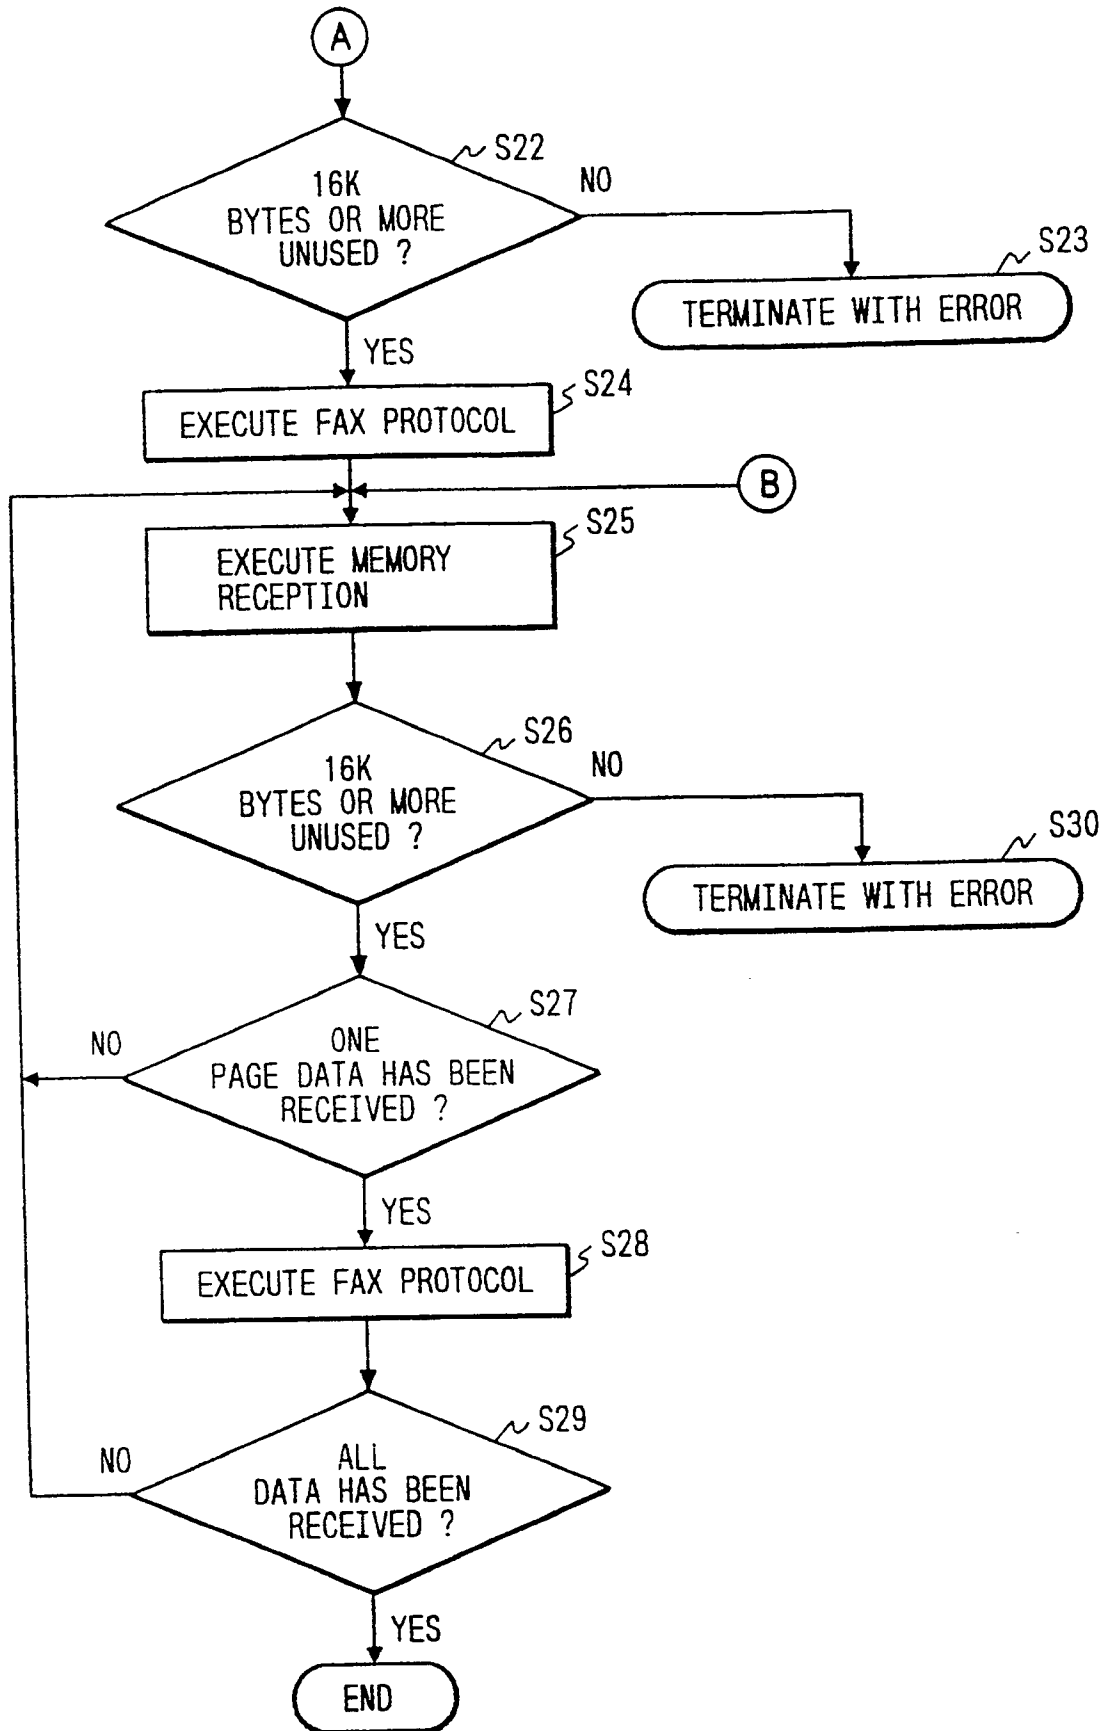 A
S22
16K
BYTES OR MORE
UNUSED ?
NO
S23
TERMINATE WITH ERROR
YES
S24
EXECUTE FAX PROTOCOL
B
S25
EXECUTE MEMORY
RECEPTION
S26
16K
BYTES OR MORE
UNUSED ?
NO
S30
TERMINATE WITH ERROR
YES
S27
NO
ONE
PAGE DATA HAS BEEN
RECEIVED ?
YES
S28
EXECUTE FAX PROTOCOL
S29
NO
ALL
DATA HAS BEEN
RECEIVED ?
YES
END